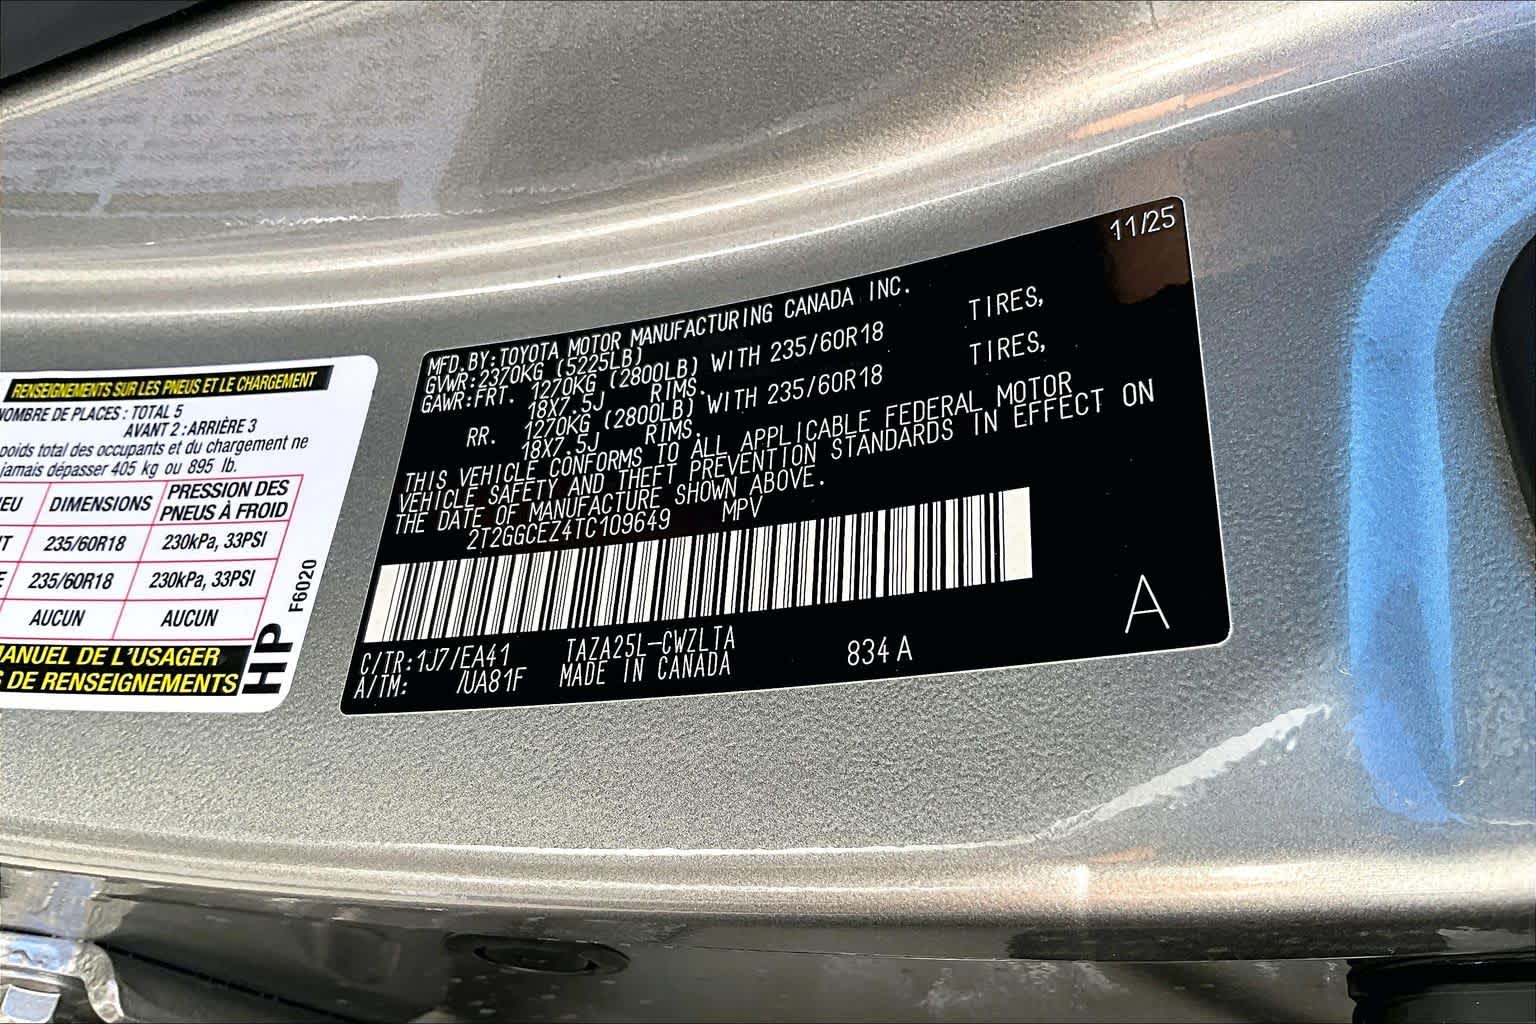 RENSEIGNEMENTS SUR LES PNEUS ET LE CHARGEMENT
NOMBRE DE PLACES : TOTAL 5
AVANT 2 : ARRIÈRE 3
poids total des occupants et du chargement ne
jamais dépasser 405 kg ou 895 lb.
DIMENSIONS PRESSION DES
PNEUS À FROID
235/60R18 230kPa, 33PSI
235/60R18 230kPa, 33PSI
AUCUN AUCUN
MANUEL DE L'USAGER
DE RENSEIGNEMENTS
F6020
HP
11/25
MFD.BY:TOYOTA MOTOR MANUFACTURING CANADA INC.
GVWR:2370KG (5225LB)
GAWR:FRT. 1270KG (2800LB) WITH 235/60R18 TIRES,
18X7.5J RIMS.
RR. 1270KG (2800LB) WITH 235/60R18 TIRES,
18X7.5J RIMS.
THIS VEHICLE CONFORMS TO ALL APPLICABLE FEDERAL MOTOR
VEHICLE SAFETY AND THEFT PREVENTION STANDARDS IN EFFECT ON
THE DATE OF MANUFACTURE SHOWN ABOVE.
2T2GGCEZ4TC109649 MPV
C/TR:1J7/EA41 TAZA25L-CWZLTA
A/TM: /UA81F MADE IN CANADA 834A
A